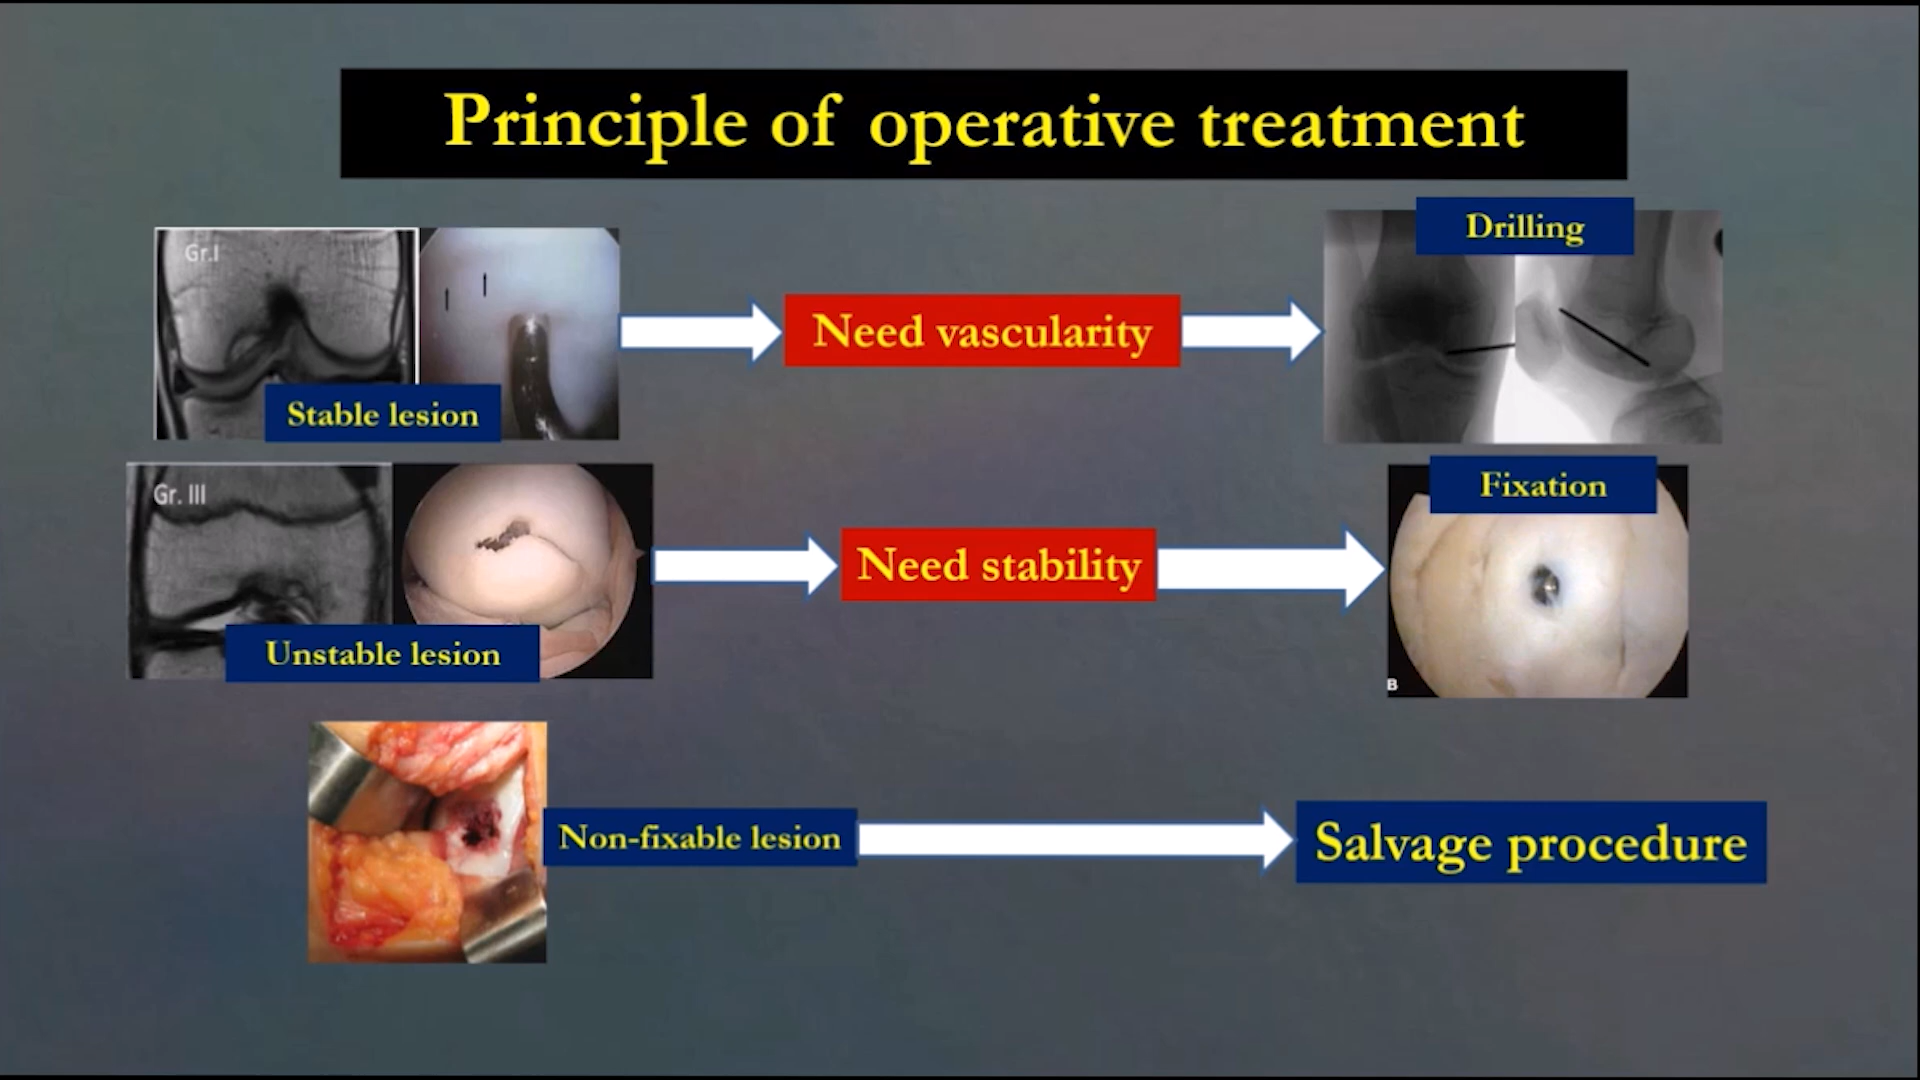 Principle of operative treatment
Gr.I
Stable lesion
Need vascularity
Drilling
Gr. III
Unstable lesion
Need stability
Fixation
B
Non-fixable lesion
Salvage procedure